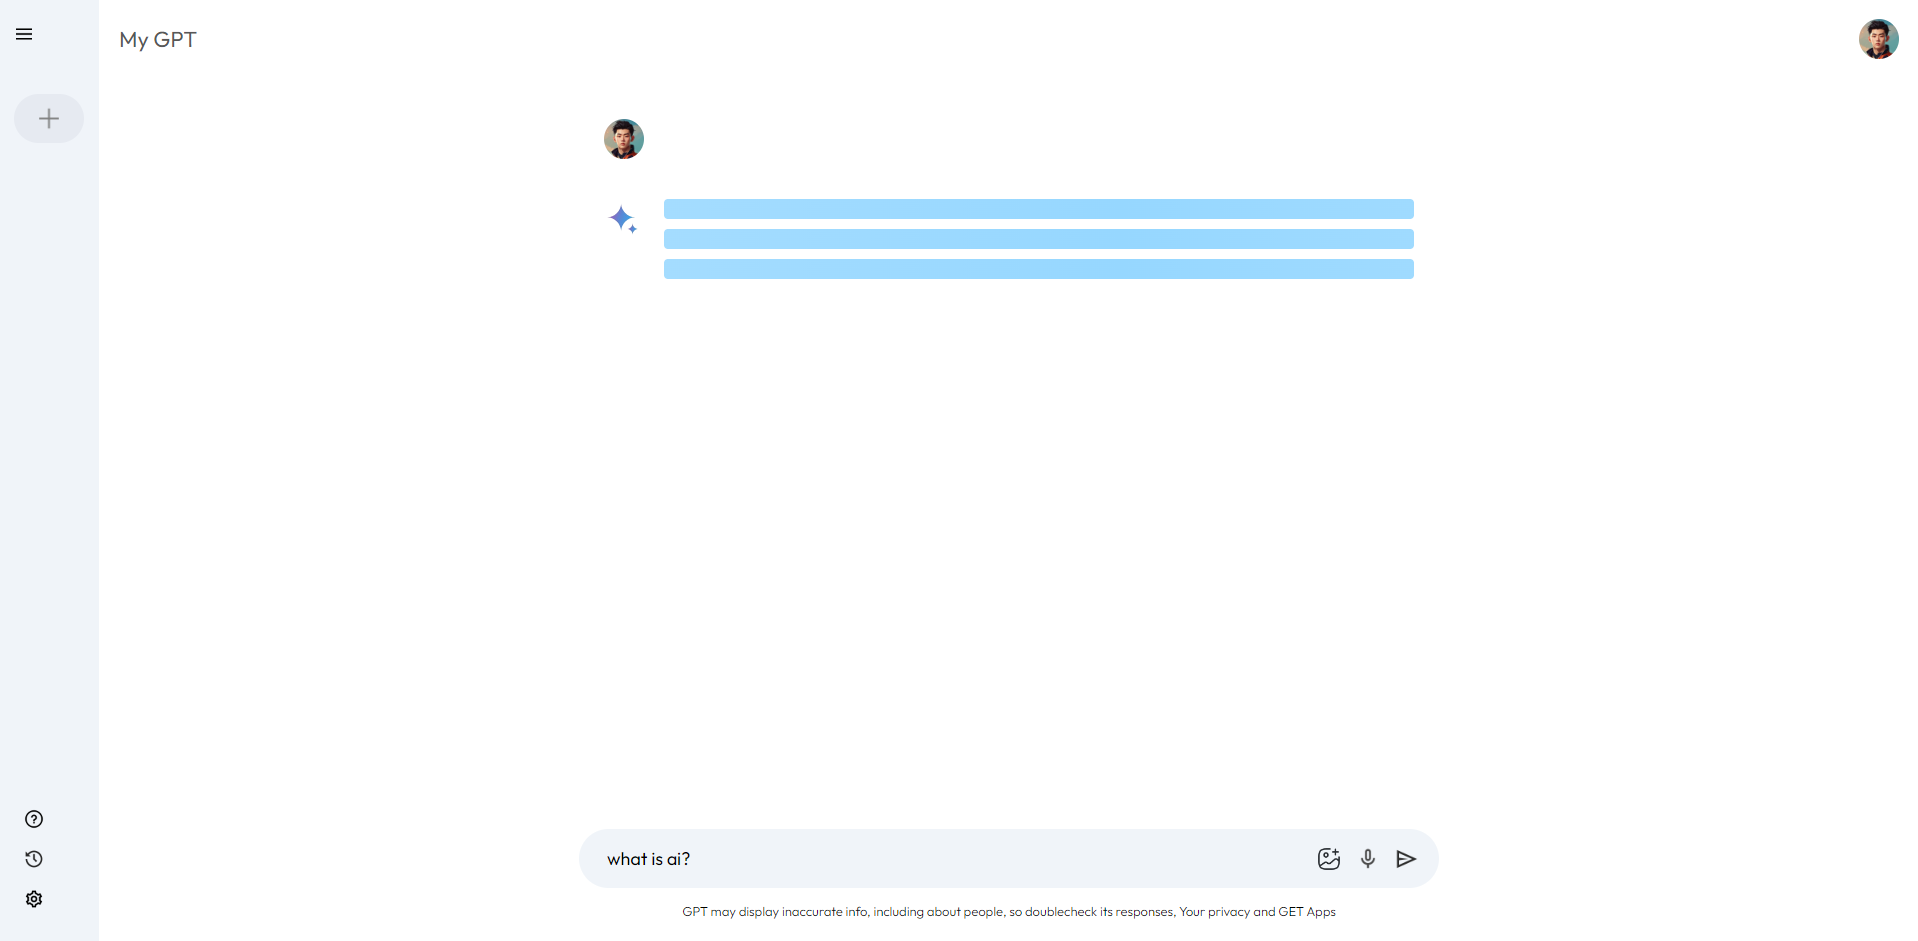 My GPT
what is ai?
GPT may display inaccurate info, including about people, so doublecheck its responses, Your privacy and GET Apps